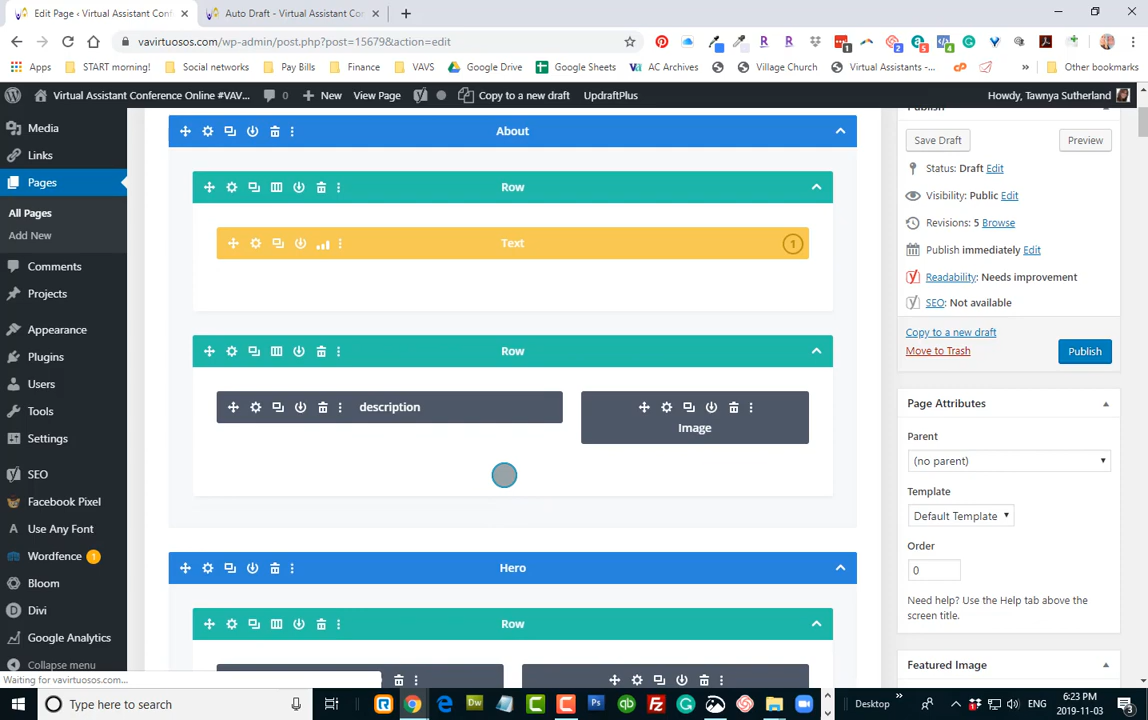 Edit Page ‹ Virtual Assistant Conf
Auto Draft - Virtual Assistant Con
vavirtuosos.com/wp-admin/post.php?post=15679&action=edit
Apps
START morning!
Social networks
Pay Bills
Finance
VAVS
Google Drive
Google Sheets
AC Archives
Village Church
Virtual Assistants -...
Other bookmarks
Virtual Assistant Conference Online #VAV...
0
New
View Page
Copy to a new draft
UpdraftPlus
Howdy, Tawnya Sutherland
Media
Links
Pages
All Pages
Add New
Comments
Projects
Appearance
Plugins
Users
Tools
Settings
SEO
Facebook Pixel
Use Any Font
Wordfence 1
Bloom
Divi
Google Analytics
Collapse menu
Waiting for vavirtuosos.com...
About
Row
Text
1
Row
description
Image
Hero
Row
Publish
Save Draft
Preview
Status: Draft Edit
Visibility: Public Edit
Revisions: 5 Browse
Publish immediately Edit
Readability: Needs improvement
SEO: Not available
Copy to a new draft
Move to Trash
Publish
Page Attributes
Parent
(no parent)
Template
Default Template
Order
0
Need help? Use the Help tab above the
screen title.
Featured Image
Type here to search
Desktop
ENG
6:23 PM
2019-11-03
3